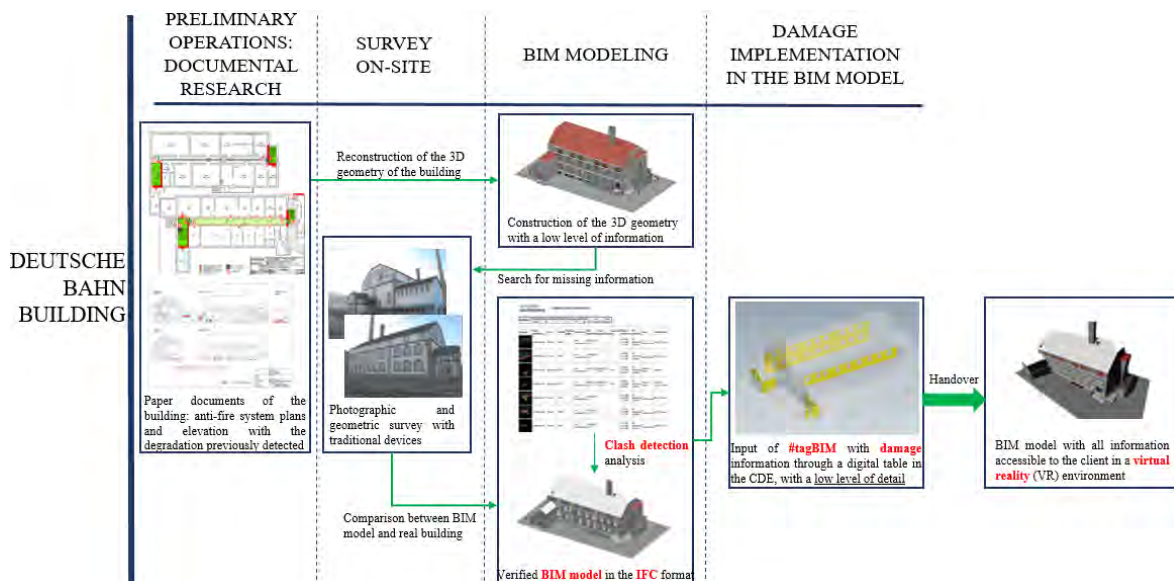 PRELIMINARY
OPERATIONS:
DOCUMENTAL
RESEARCH
SURVEY
ON-SITE
BIM MODELING
DAMAGE
IMPLEMENTATION
IN THE BIM MODEL
DEUTSCHE
BAHN
BUILDING
Paper documents of the
building: anti-fire system plans
and elevation with the
degradation previously detected
Reconstruction of the 3D
geometry of the building
Construction of the 3D geometry
with a low level of information
Search for missing information
Photographic and
geometric survey with
traditional devices
Comparison between BIM
model and real building
Clash detection
analysis
Verified BIM model in the IFC format
Input of #tagBIM with damage
information through a digital table in
the CDE, with a low level of detail
Handover
BIM model with all information
accessible to the client in a virtual
reality (VR) environment